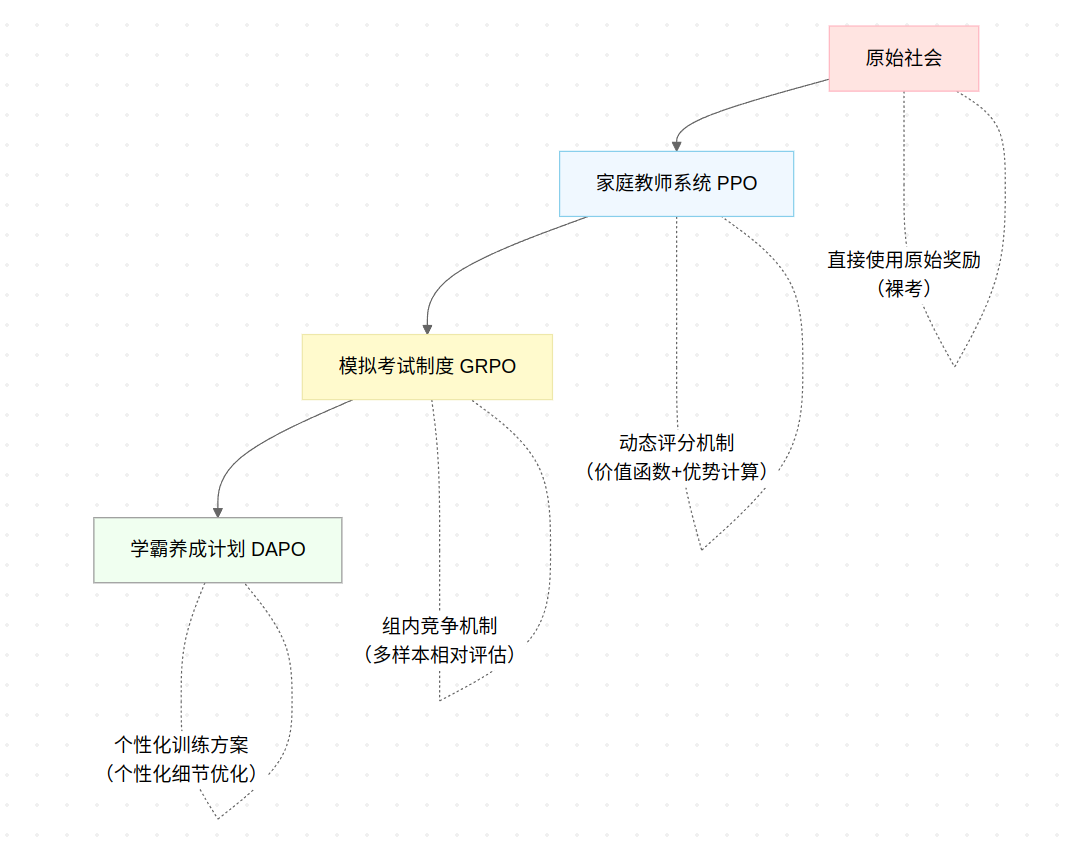 原始社会
家庭教师系统 PPO
直接使用原始奖励
（裸考）
模拟考试制度 GRPO
动态评分机制
（价值函数+优势计算）
学霸养成计划 DAPO
组内竞争机制
（多样本相对评估）
个性化训练方案
（个性化细节优化）